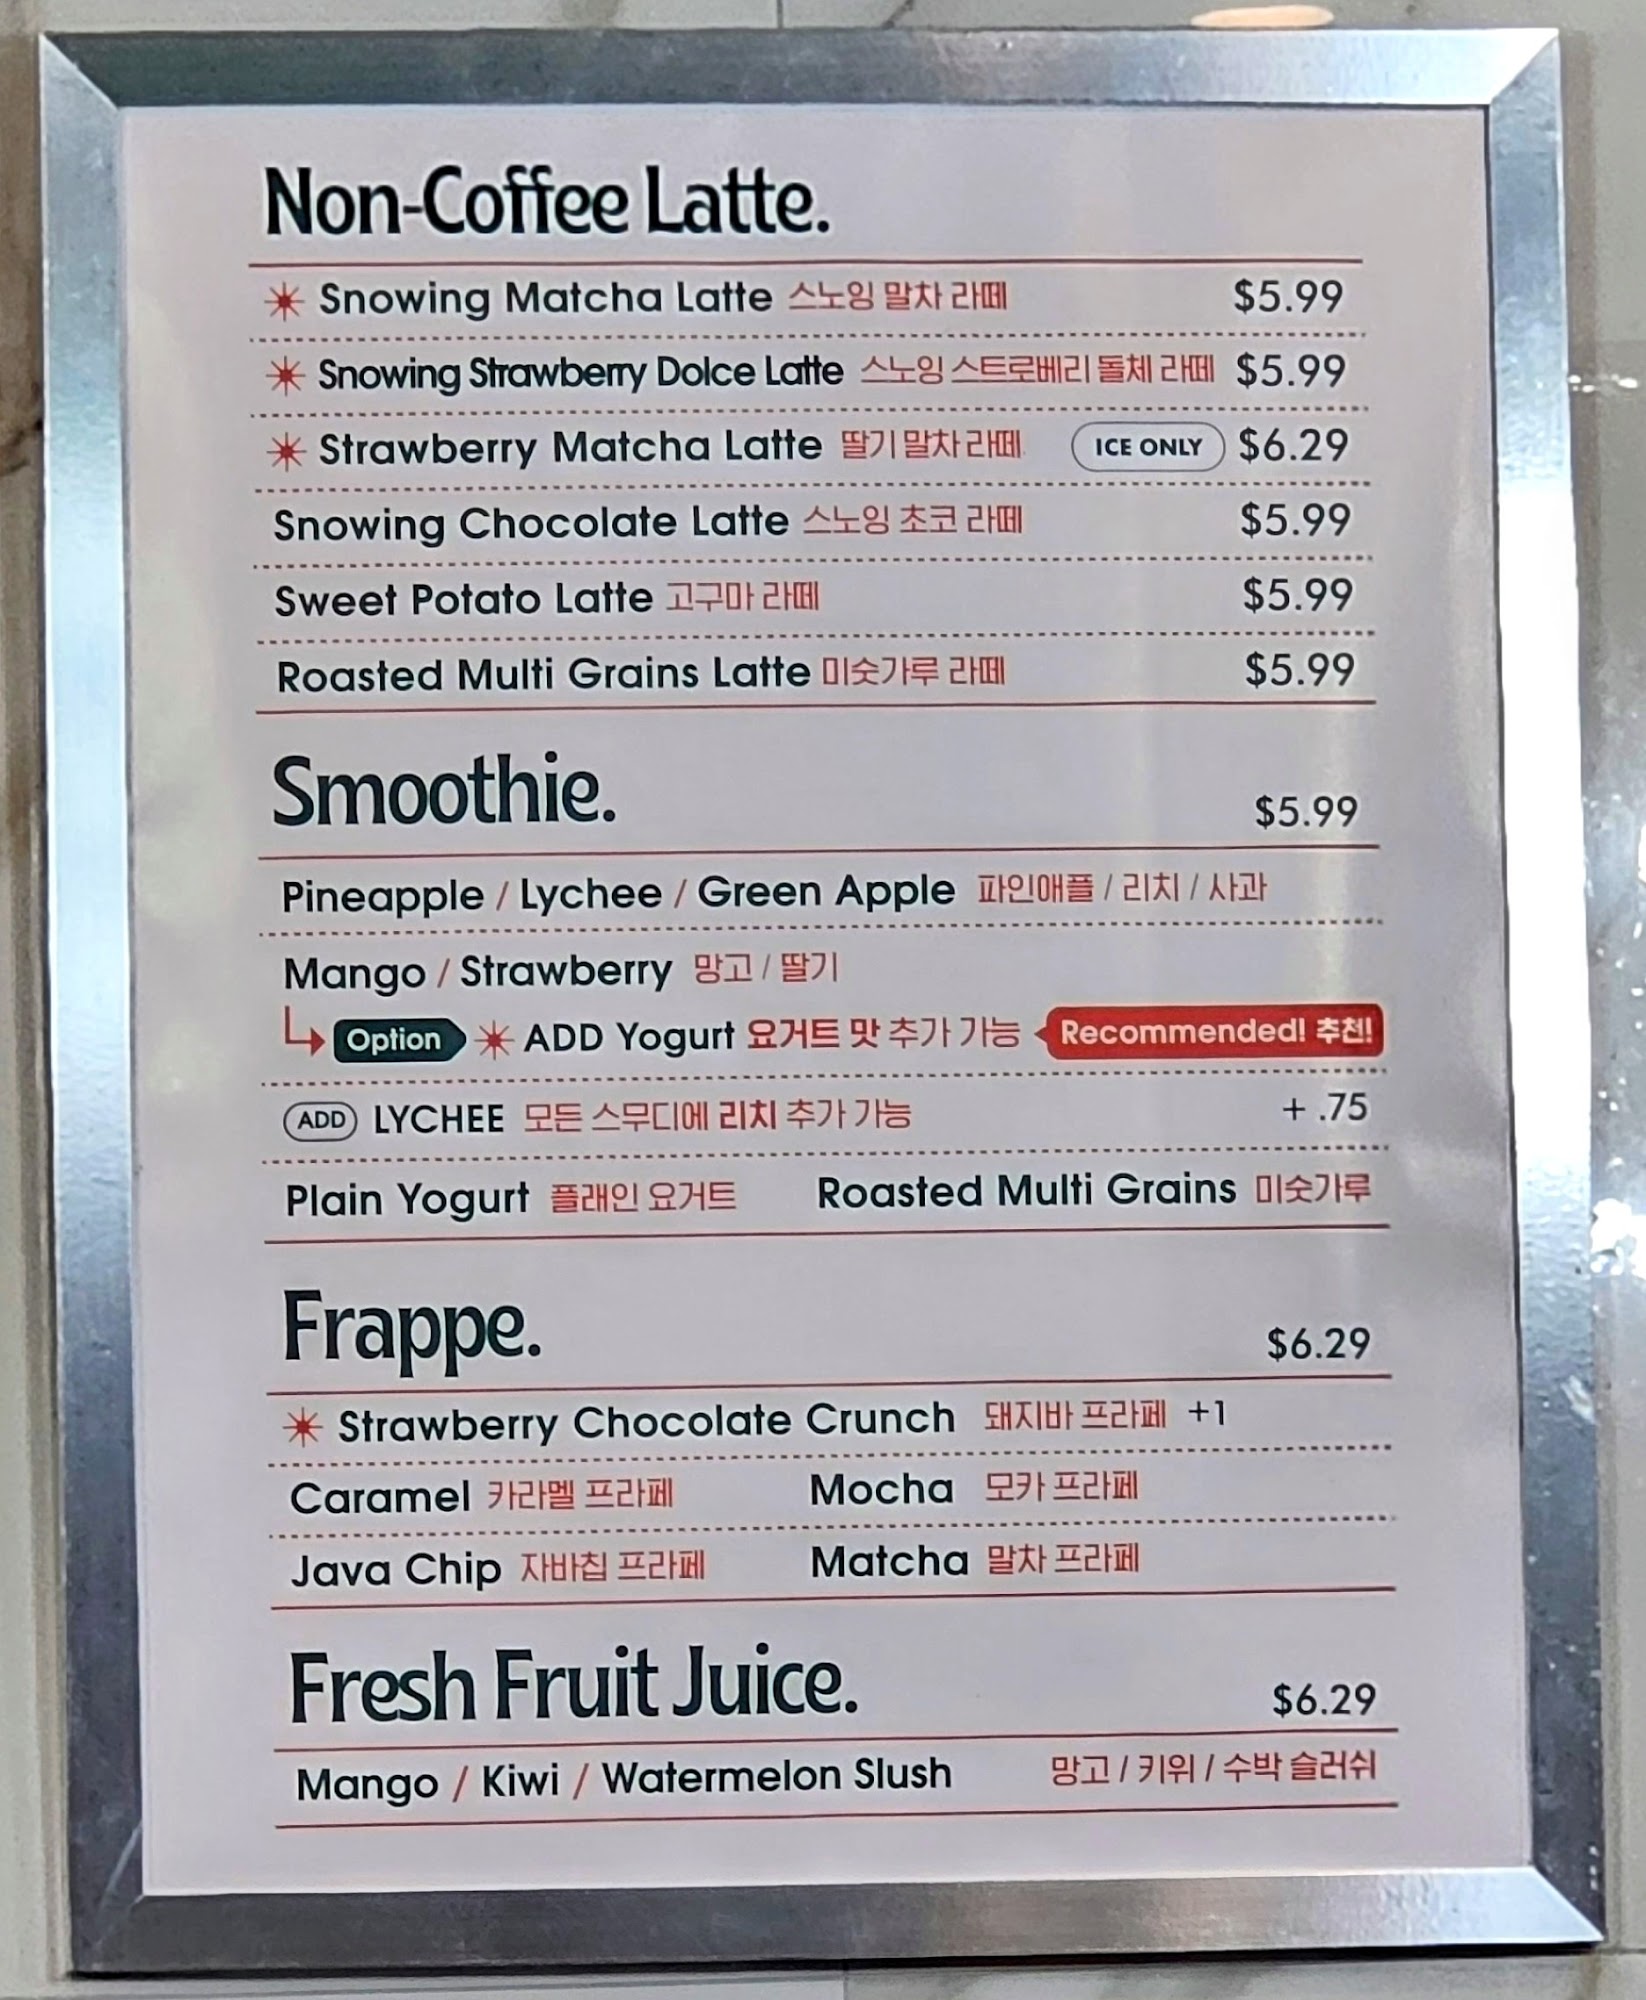 Non-Coffee Latte.
Snowing Matcha Latte 스노잉 말차 라떼 $5.99
Snowing Strawberry Dolce Latte 스노잉 스트로베리 돌체 라떼 $5.99
Strawberry Matcha Latte 딸기 말차 라떼 ICE ONLY $6.29
Snowing Chocolate Latte 스노잉 초코 라떼 $5.99
Sweet Potato Latte 고구마 라떼 $5.99
Roasted Multi Grains Latte 미숫가루 라떼 $5.99
Smoothie. $5.99
Pineapple / Lychee / Green Apple 파인애플 / 리치 / 사과
Mango / Strawberry 망고 / 딸기
Option ADD Yogurt 요거트 맛 추가 가능 Recommended! 추천!
ADD LYCHEE 모든 스무디에 리치 추가 가능 + .75
Plain Yogurt 플래인 요거트 Roasted Multi Grains 미숫가루
Frappe. $6.29
Strawberry Chocolate Crunch 돼지바 프라페 +1
Caramel 카라멜 프라페 Mocha 모카 프라페
Java Chip 자바칩 프라페 Matcha 말차 프라페
Fresh Fruit Juice. $6.29
Mango / Kiwi / Watermelon Slush 망고 / 키위 / 수박 슬러쉬